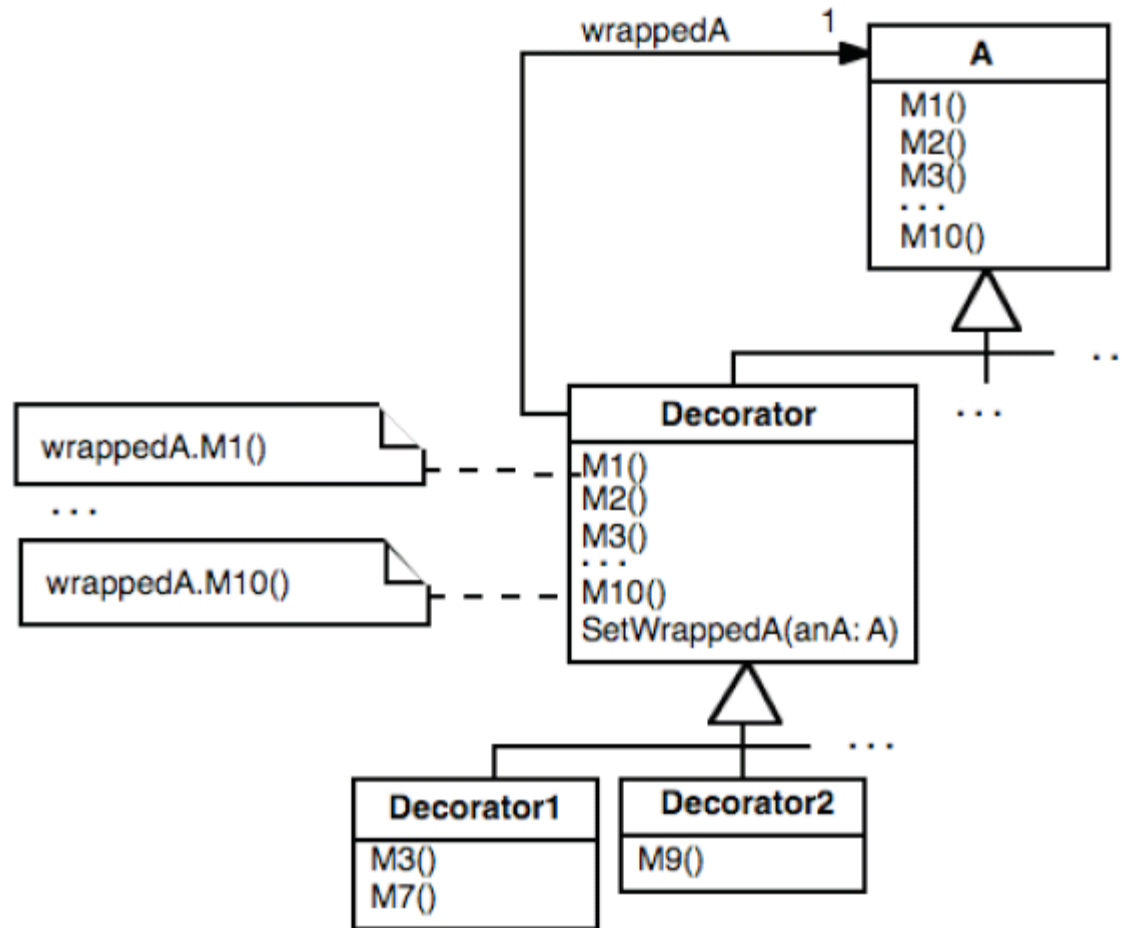 wrappedA
1
A
M1()
M2()
M3()
...
M10()
..
...
Decorator
M1()
M2()
M3()
...
M10()
SetWrappedA(anA: A)
wrappedA.M1()
...
wrappedA.M10()
...
Decorator1
M3()
M7()
Decorator2
M9()